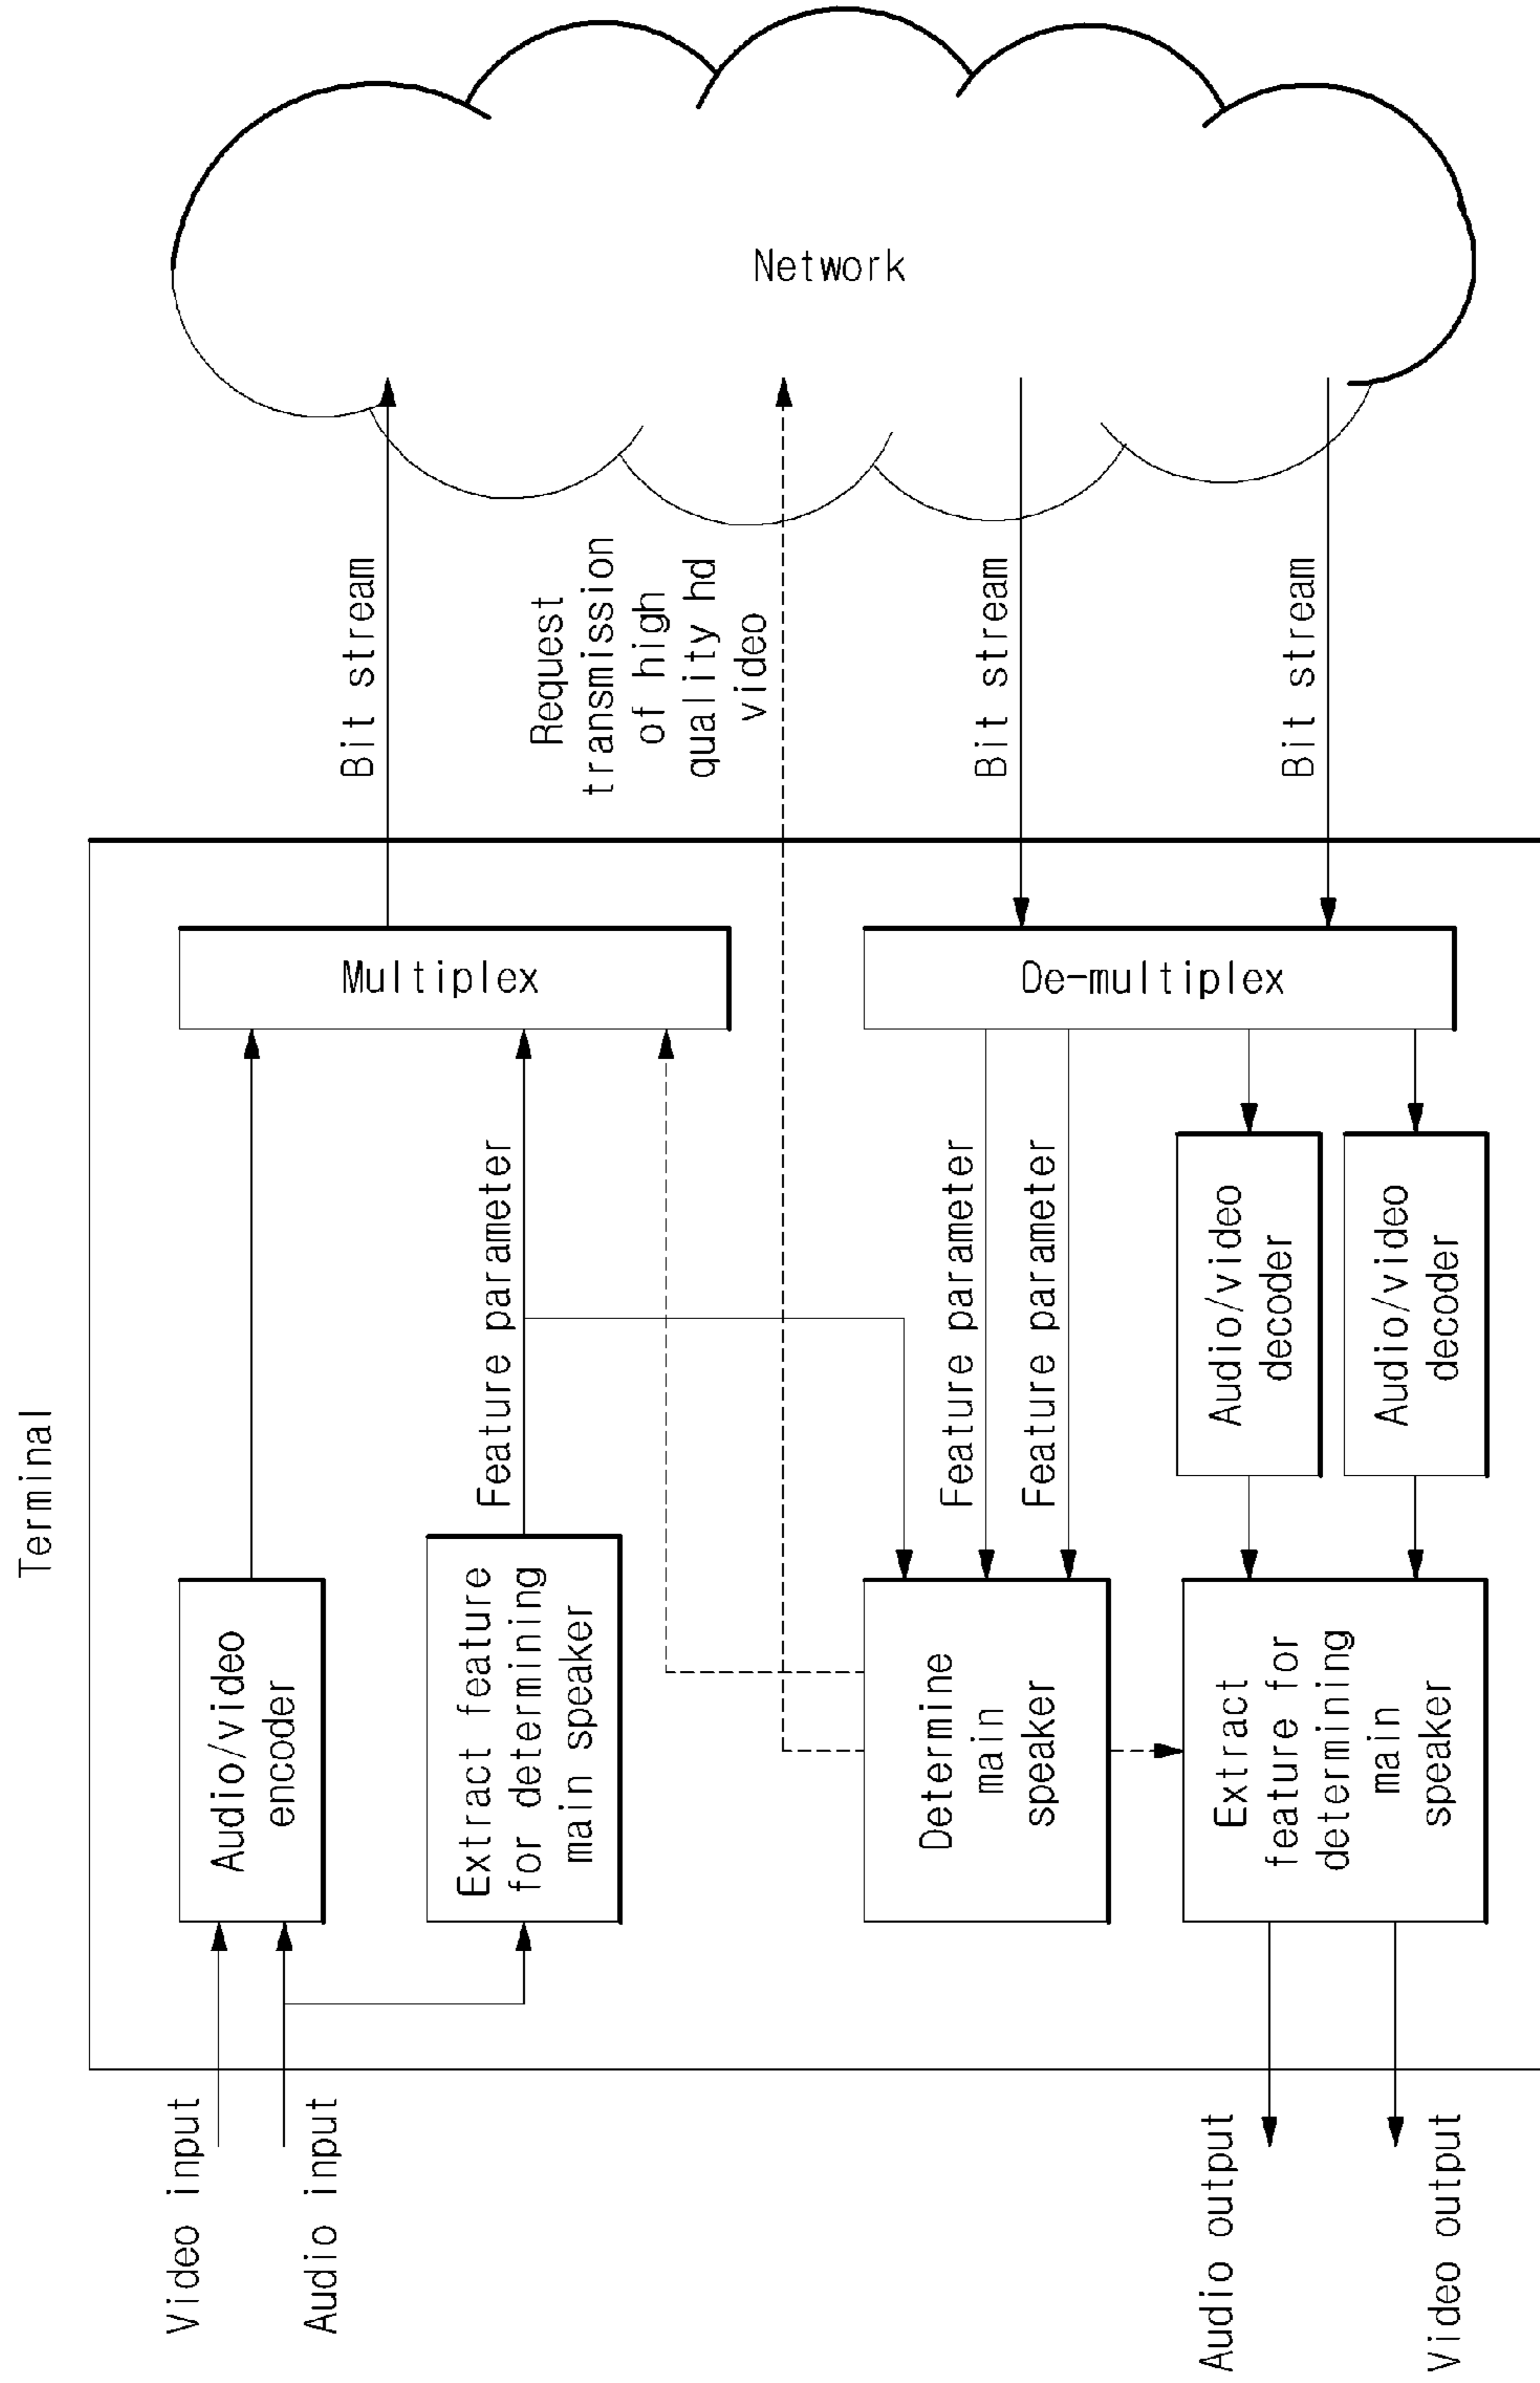 Network
Bit stream
Request
transmission
of high
quality hd
video
Bit stream
Bit stream
Terminal
Multiplex
De-multiplex
Feature parameter
Feature parameter
Feature parameter
Audio/video
decoder
Audio/video
decoder
Audio/video
encoder
Extract feature
for determining
main speaker
Determine
main
speaker
Extract
feature for
determining
main
speaker
Video input
Audio input
Audio output
Video output